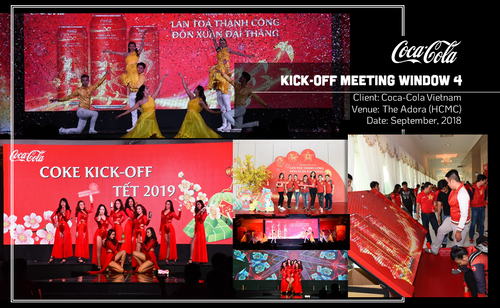 LAN TOẢ THÀNH CÔNG
ĐÓN XUÂN ĐẠI THẮNG
Coca-Cola
KICK-OFF MEETING WINDOW 4
Client: Coca-Cola Vietnam
Venue: The Adora (HCMC)
Date: September, 2018
Coca-Cola
COKE KICK-OFF
TẾT 2019